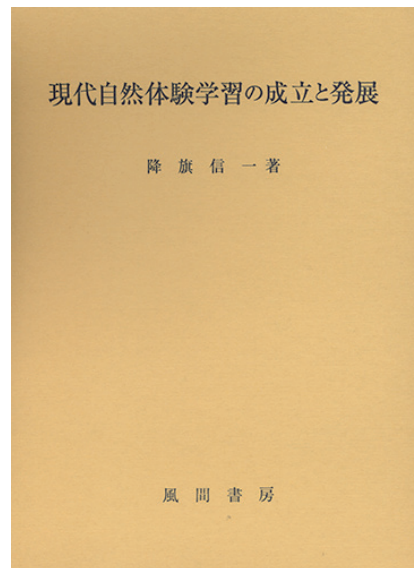 現代自然体験学習の成立と発展
降旗信一著
風間書房